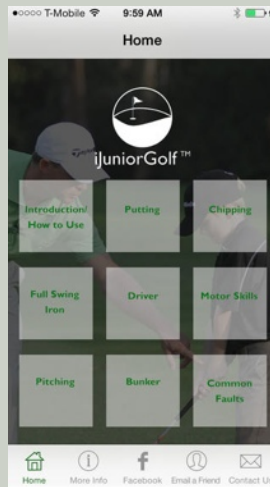 T-Mobile 9:59 AM
Home
iJuniorGolf™
Introduction/
How to Use
Putting
Chipping
Full Swing
Iron
Driver
Motor Skills
Pitching
Bunker
Common
Faults
Home More Info Facebook Email a Friend Contact U